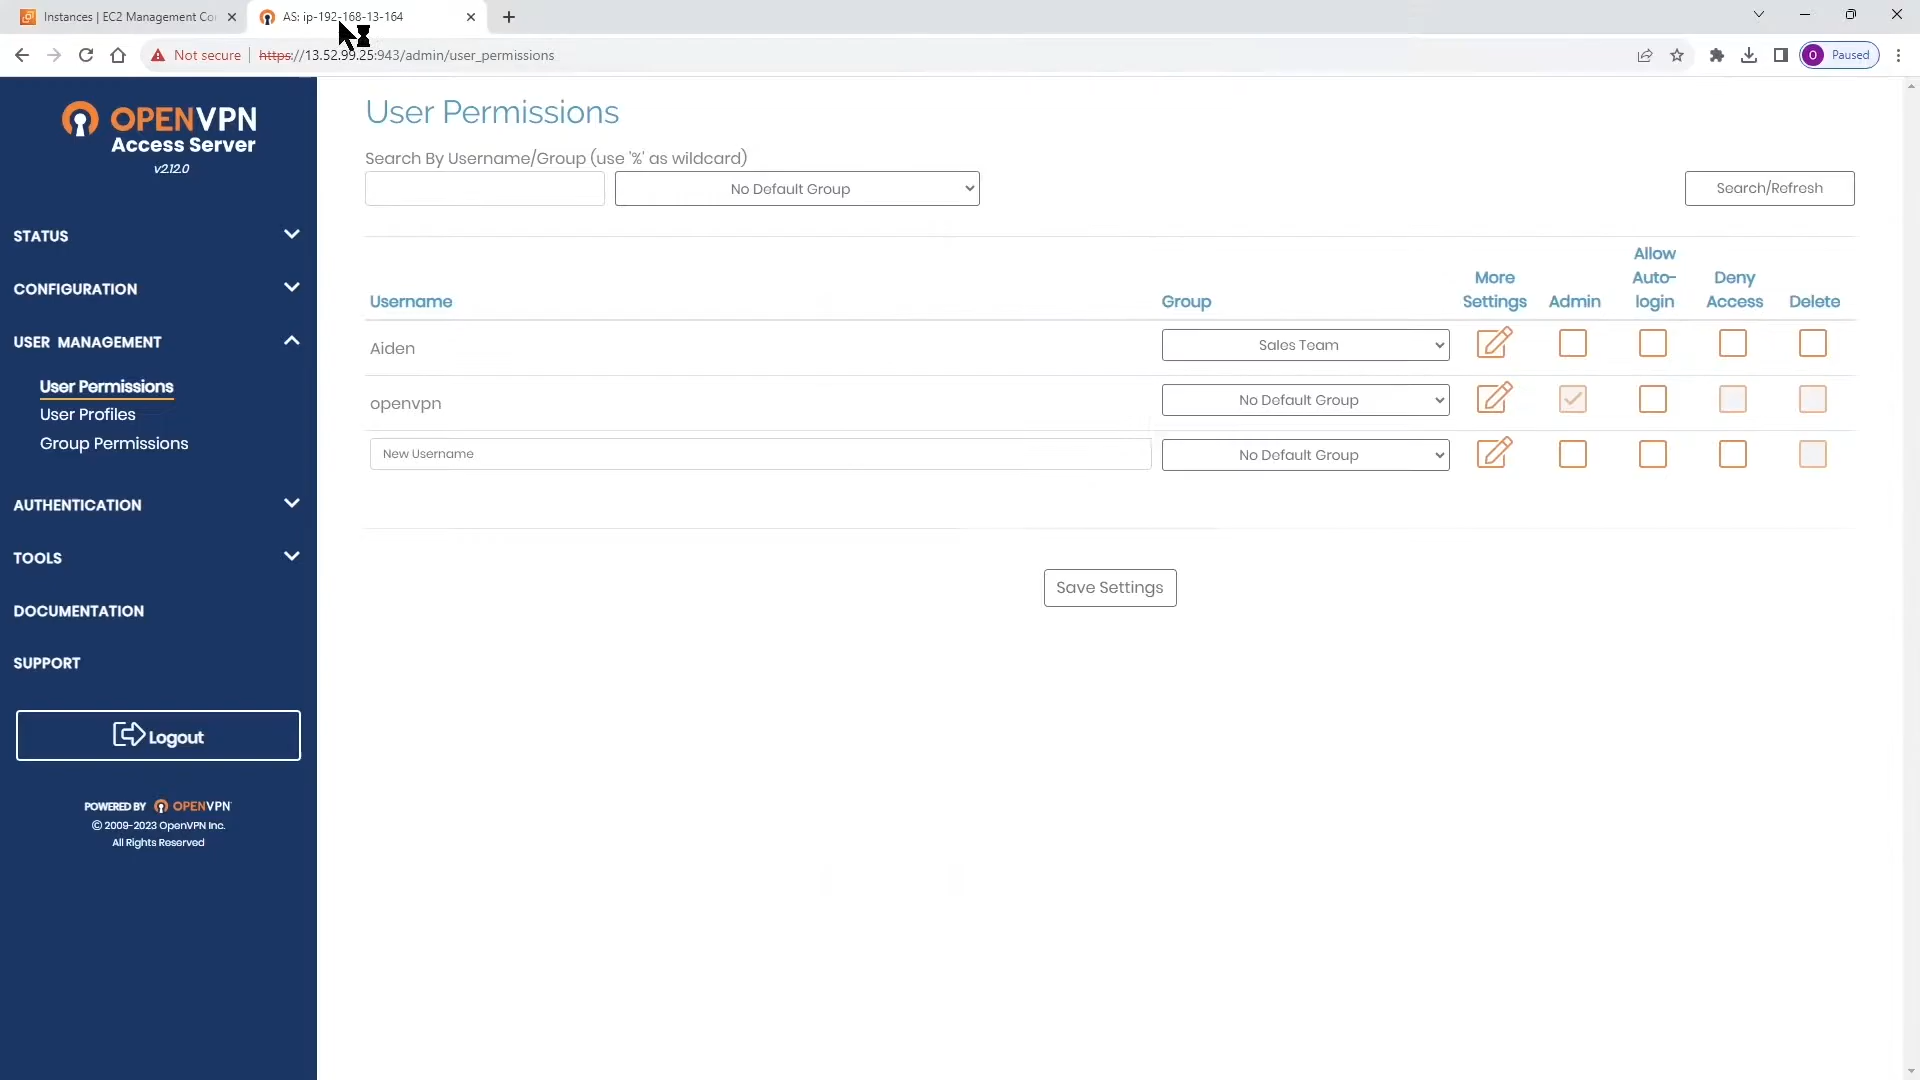 Instances | EC2 Management Co
AS: ip-192-168-13-164
Not secure
https://13.52.99.25:943/admin/user_permissions
O Paused
OPENVPN
Access Server
v2.12.0
STATUS
CONFIGURATION
USER MANAGEMENT
User Permissions
User Profiles
Group Permissions
AUTHENTICATION
TOOLS
DOCUMENTATION
SUPPORT
Logout
POWERED BY OPENVPN
© 2009-2023 OpenVPN Inc.
All Rights Reserved
User Permissions
Search By Username/Group (use '%' as wildcard)
No Default Group
Search/Refresh
Username
Group
More
Settings
Admin
Allow
Auto-
login
Deny
Access
Delete
Aiden
Sales Team
openvpn
No Default Group
New Username
No Default Group
Save Settings